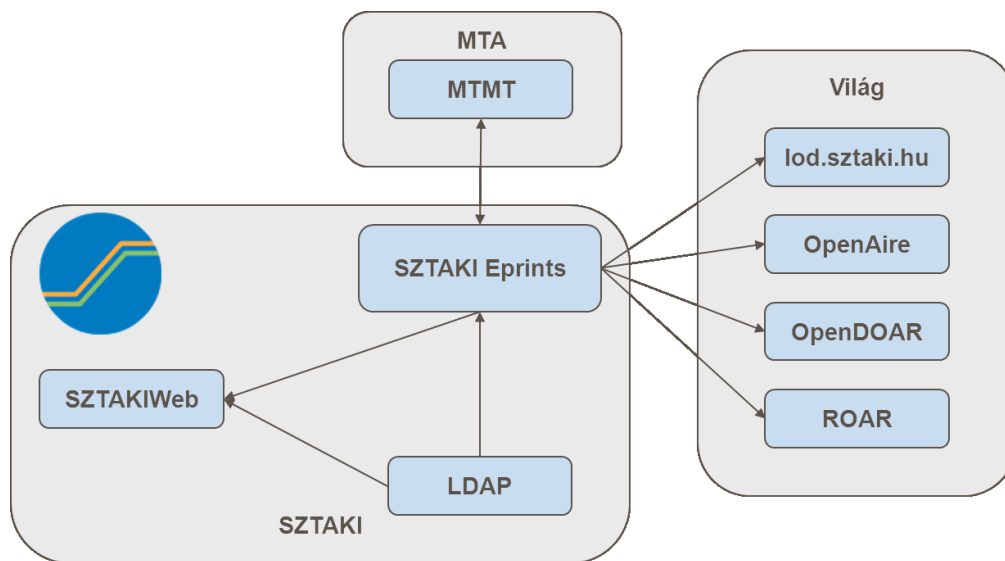 MTA
MTMT
Világ
lod.sztaki.hu
OpenAire
OpenDOAR
ROAR
SZTAKI Eprints
SZTAKIWeb
LDAP
SZTAKI